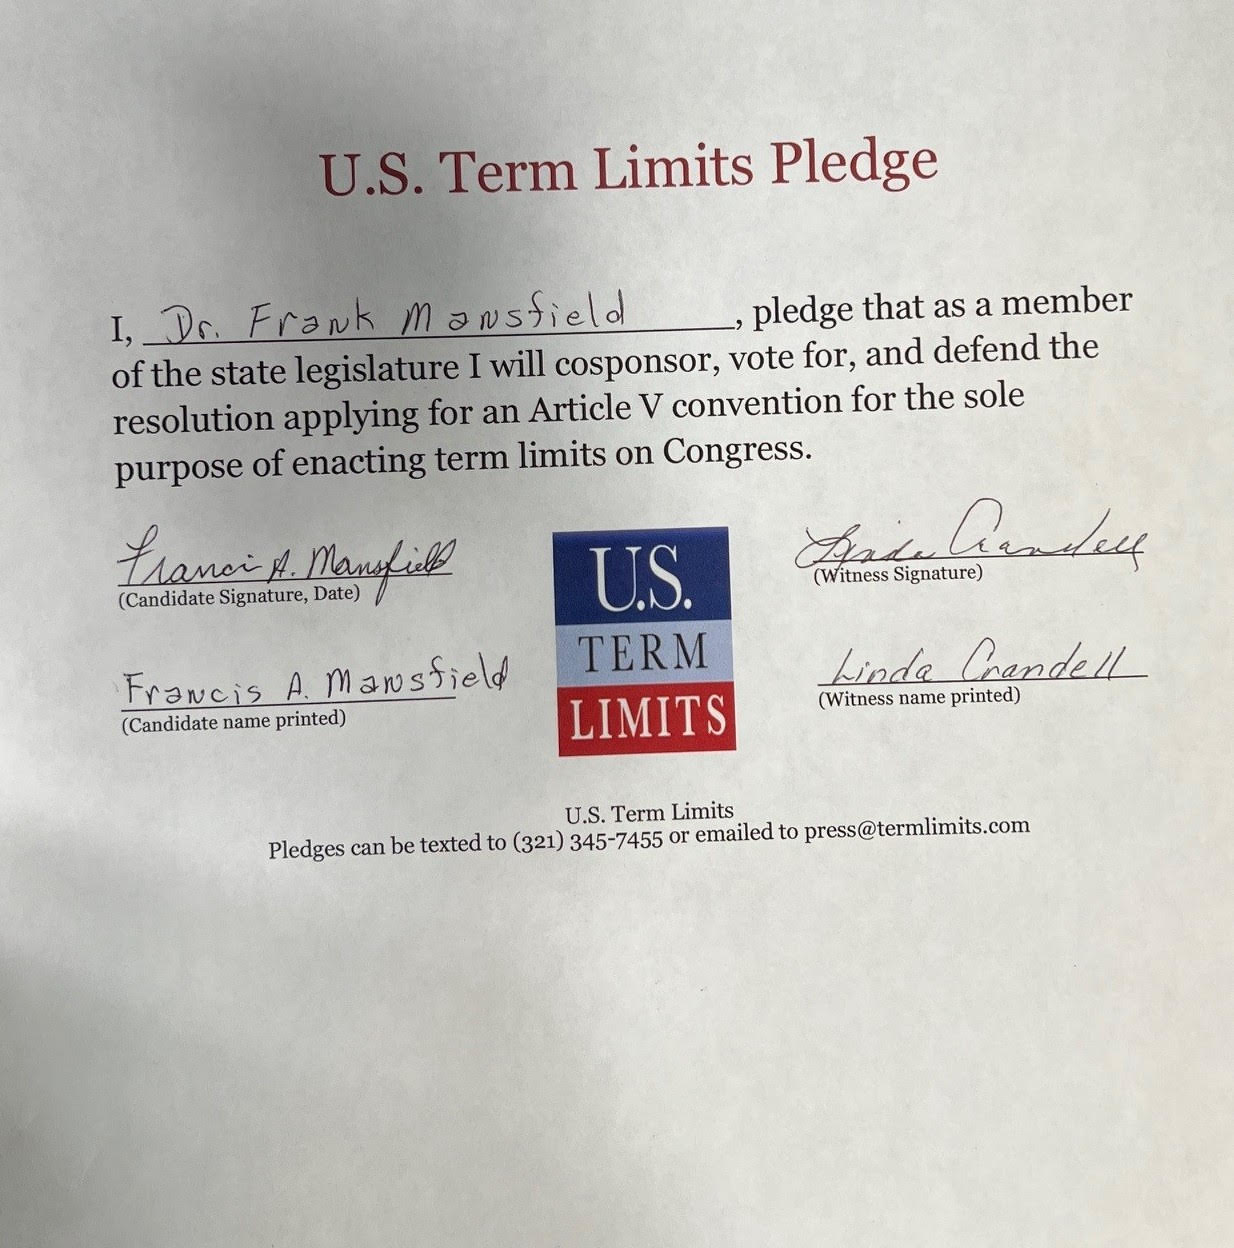 U.S. Term Limits Pledge
I, Dr. Frank Mansfield, pledge that as a member
of the state legislature I will cosponsor, vote for, and defend the
resolution applying for an Article V convention for the sole
purpose of enacting term limits on Congress.
Francis A. Mansfield
(Candidate Signature, Date)
Francis A. Mansfield
(Candidate name printed)
U.S.
TERM
LIMITS
Lynda Crandell
(Witness Signature)
Linda Crandell
(Witness name printed)
U.S. Term Limits
Pledges can be texted to (321) 345-7455 or emailed to press@termlimits.com